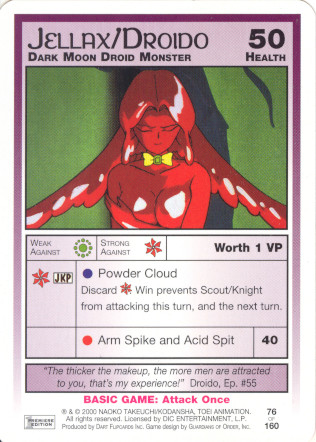 JELLAX/DROIDO
50
DARK MOON DROID MONSTER
HEALTH
WEAK AGAINST
STRONG AGAINST
Worth 1 VP
JKP
Powder Cloud
Discard Win prevents Scout/Knight
from attacking this turn, and the next turn.
Arm Spike and Acid Spit
40
"The thicker the makeup, the more men are attracted
to you, that's my experience!" Droido, Ep. #55
BASIC GAME: Attack Once
PREMIERE EDITION
® & © 2000 NAOKO TAKEUCHI/KODANSHA, TOEI ANIMATION.
All rights reserved. Licensed by DIC ENTERTAINMENT, L.P.
Made by DART FLIPCARDS INC. Game design by GUARDIANS OF ORDER, INC.
76
OF
160